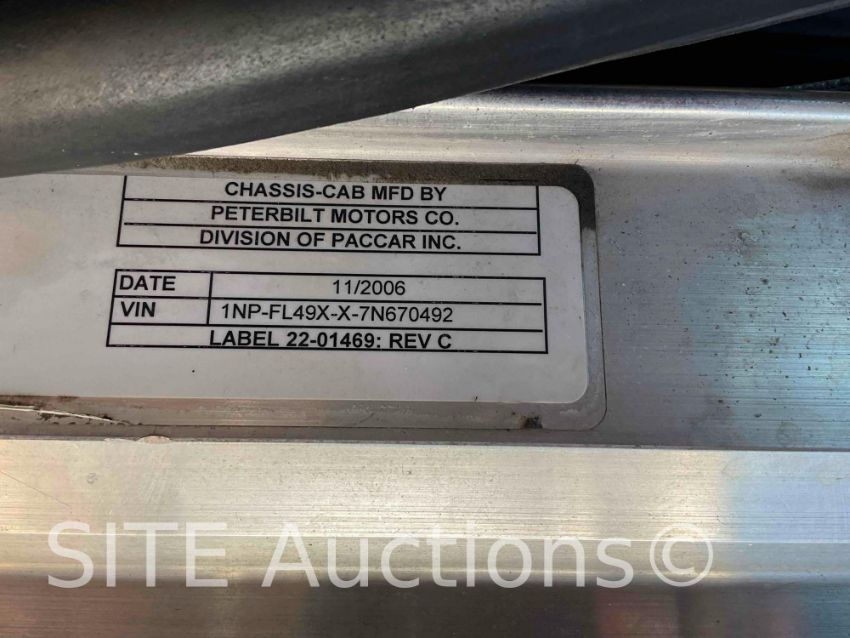 CHASSIS-CAB MFD BY
PETERBILT MOTORS CO.
DIVISION OF PACCAR INC.
DATE 11/2006
VIN 1NP-FL49X-X-7N670492
LABEL 22-01469: REV C
SITE Auctions©